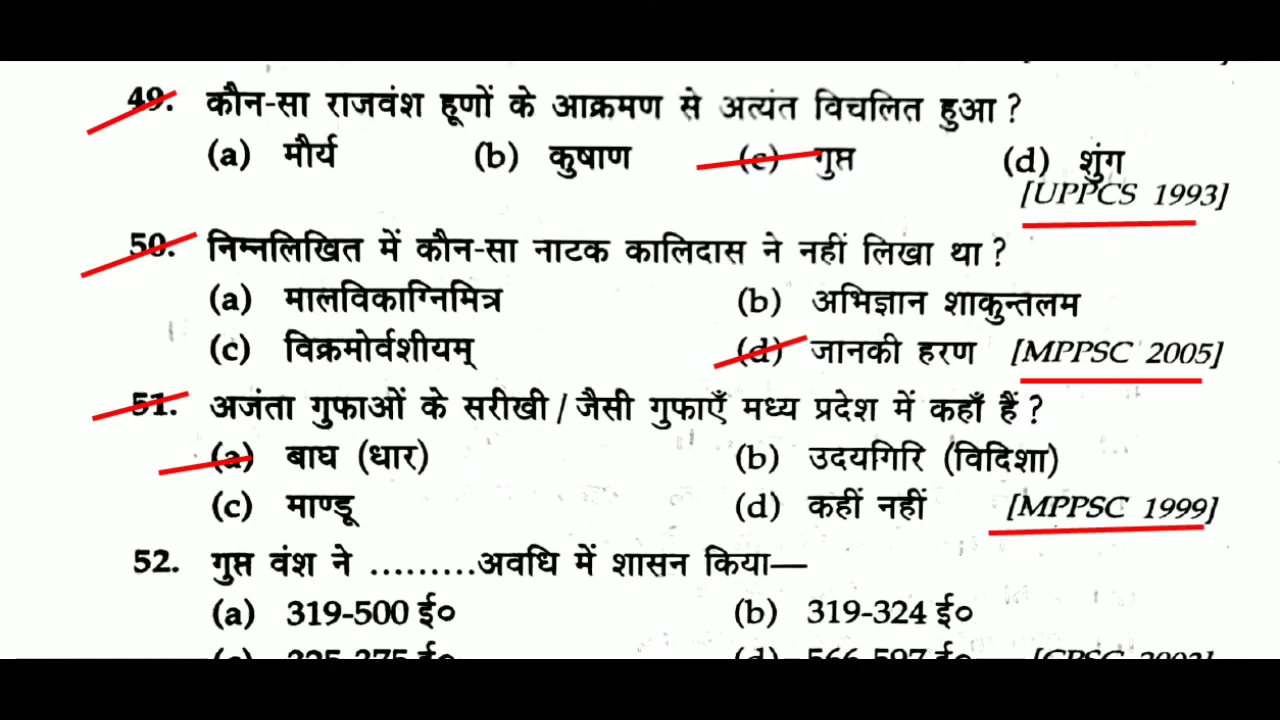 49. कौन-सा राजवंश हूणों के आक्रमण से अत्यंत विचलित हुआ ?
(a) मौर्य (b) कुषाण (c) गुप्त (d) शुंग
[UPPCS 1993]
50. निम्नलिखित में कौन-सा नाटक कालिदास ने नहीं लिखा था ?
(a) मालविकाग्निमित्र (b) अभिज्ञान शाकुन्तलम
(c) विक्रमोर्वशीयम् (d) जानकी हरण [MPPSC 2005]
51. अजंता गुफाओं के सरीखी / जैसी गुफाएँ मध्य प्रदेश में कहाँ हैं ?
(a) बाघ (धार) (b) उदयगिरि (विदिशा)
(c) माण्डू (d) कहीं नहीं [MPPSC 1999]
52. गुप्त वंश ने .........अवधि में शासन किया—
(a) 319-500 ई० (b) 319-324 ई०